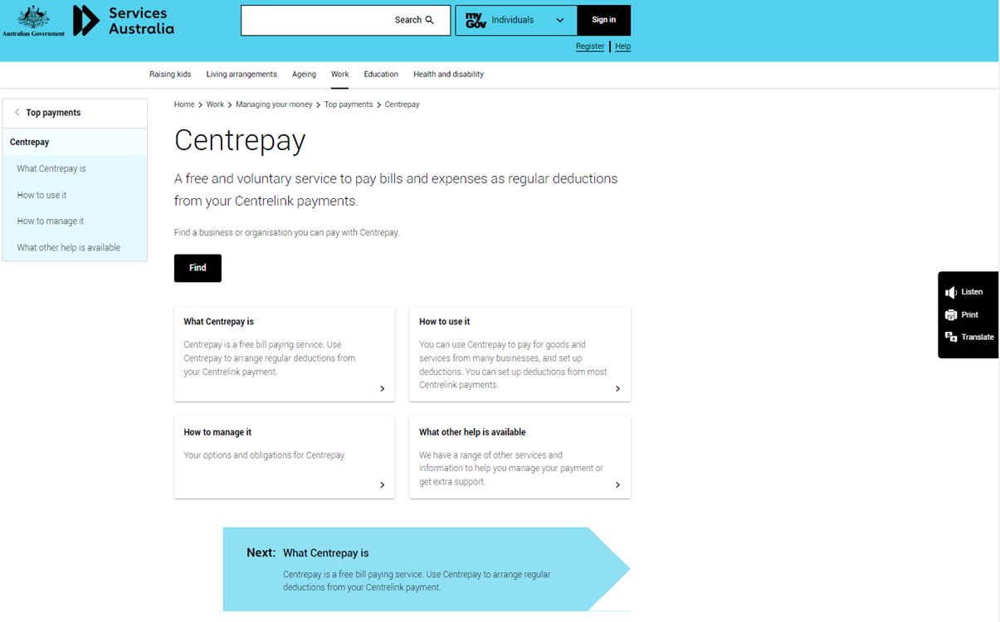 Australian Government
Services
Australia
Search
myGov
Individuals
Sign in
Register
Help
Raising kids
Living arrangements
Ageing
Work
Education
Health and disability
Top payments
Centrepay
What Centrepay is
How to use it
How to manage it
What other help is available
Home > Work > Managing your money > Top payments > Centrepay
Centrepay
A free and voluntary service to pay bills and expenses as regular deductions
from your Centrelink payments.
Find a business or organisation you can pay with Centrepay.
Find
What Centrepay is
Centrepay is a free bill paying service. Use
Centrepay to arrange regular deductions from
your Centrelink payment.
How to use it
You can use Centrepay to pay for goods and
services from many businesses, and set up
deductions. You can set up deductions from most
Centrelink payments.
How to manage it
Your options and obligations for Centrepay.
What other help is available
We have a range of other services and
information to help you manage your payment or
get extra support.
Listen
Print
Translate
Next: What Centrepay is
Centrepay is a free bill paying service. Use Centrepay to arrange regular
deductions from your Centrelink payment.